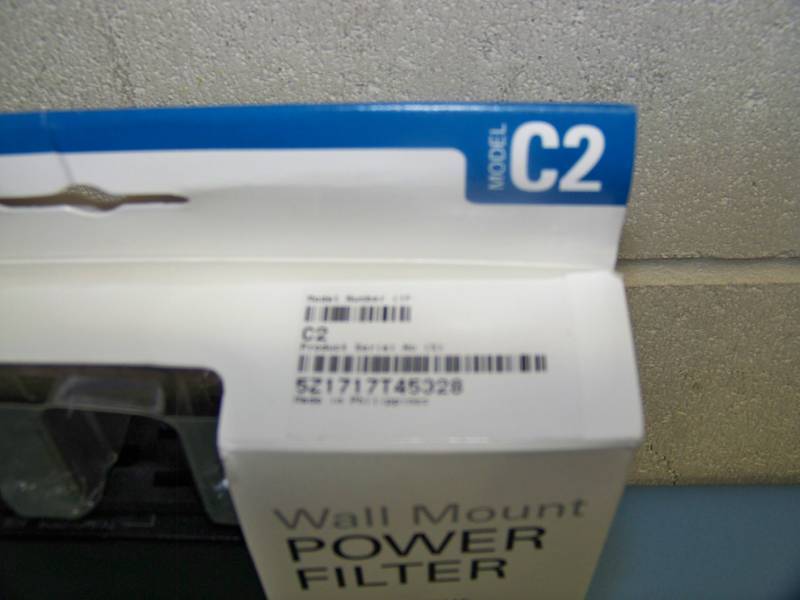 MODEL C2
Model Number (1P
C2
Product Serial No (S)
5Z1717T45328
Made in Philippines
Wall Mount
POWER
FILTER